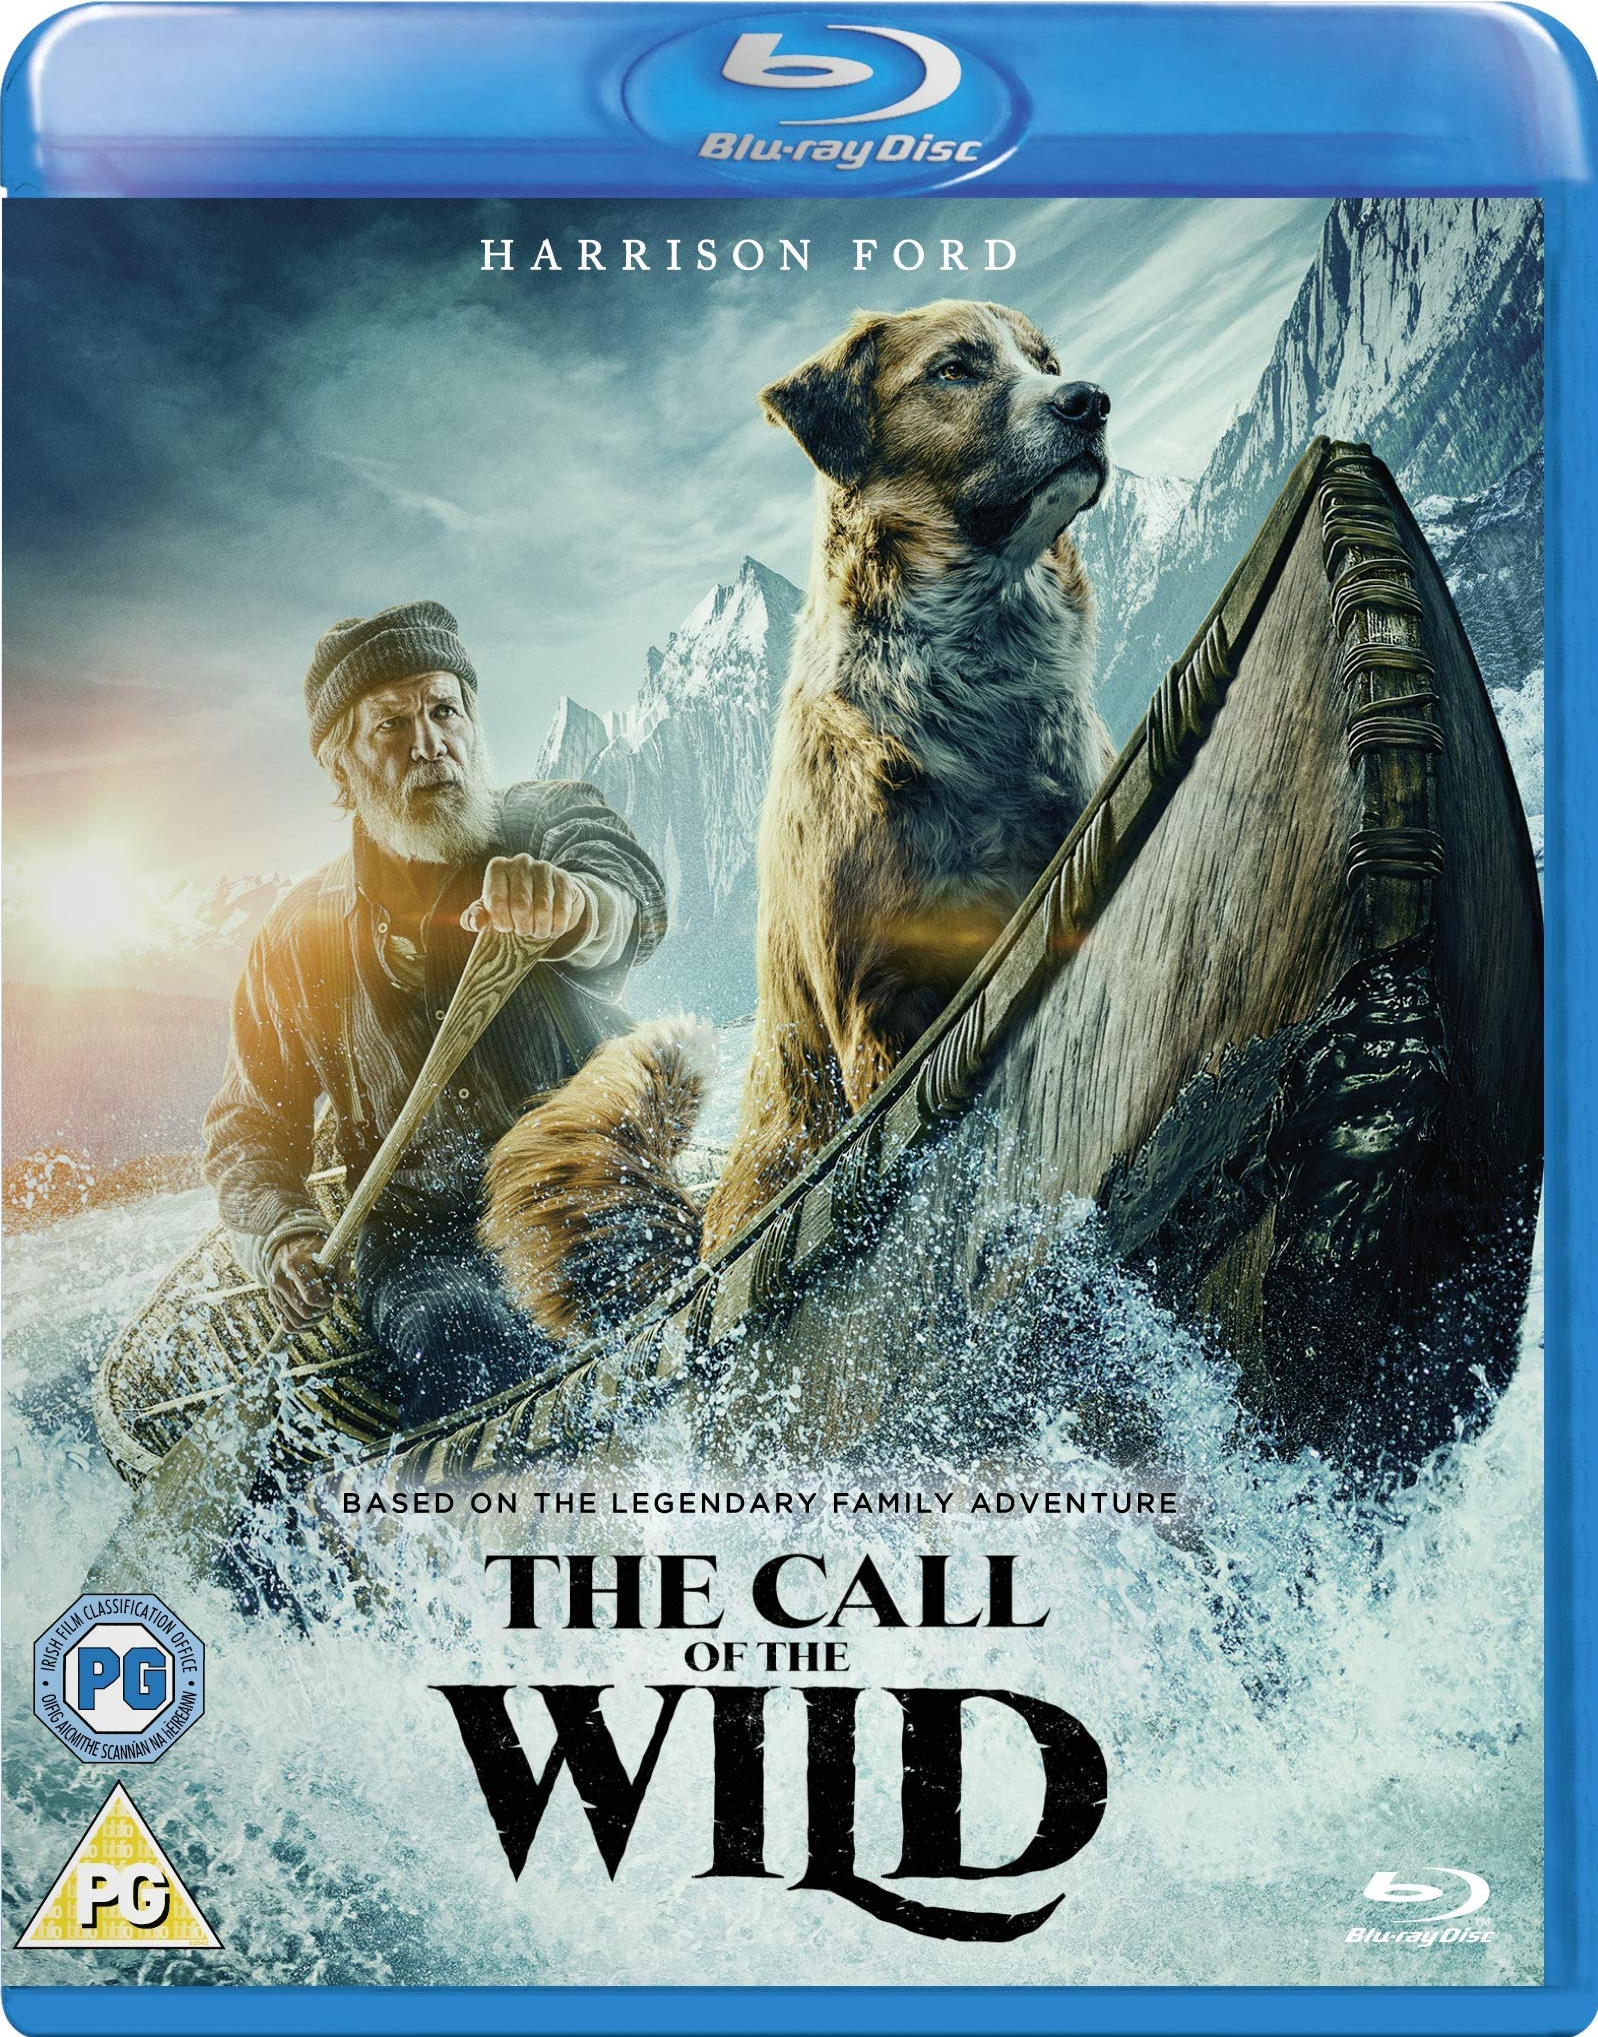 Blu-ray Disc
HARRISON FORD
BASED ON THE LEGENDARY FAMILY ADVENTURE
THE CALL
OF THE
WILD
IRISH FILM CLASSIFICATION OFFICE
PG
OIFIG AICMITHE SCANNÁN NA HÉIREANN
PG
Blu-ray Disc
TM